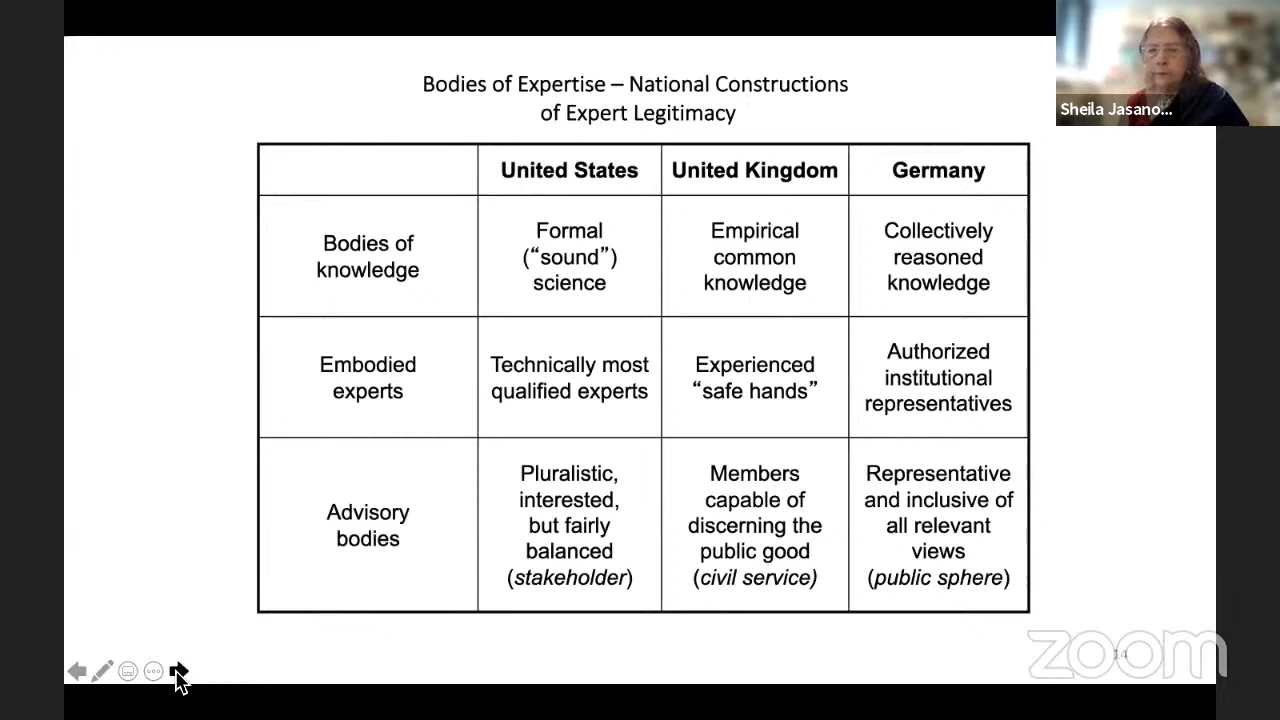 Bodies of Expertise – National Constructions
of Expert Legitimacy
Sheila Jasano...
United States
United Kingdom
Germany
Bodies of
knowledge
Formal
(“sound”)
science
Empirical
common
knowledge
Collectively
reasoned
knowledge
Embodied
experts
Technically most
qualified experts
Experienced
“safe hands”
Authorized
institutional
representatives
Advisory
bodies
Pluralistic,
interested,
but fairly
balanced
(stakeholder)
Members
capable of
discerning the
public good
(civil service)
Representative
and inclusive of
all relevant
views
(public sphere)
zoom
14